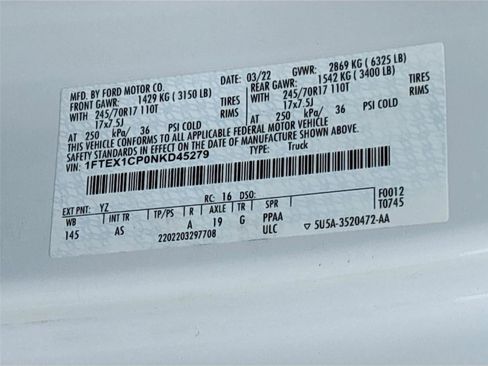 MFD. BY FORD MOTOR CO.
DATE: 03/22 GVWR: 2869 KG ( 6325 LB)
FRONT GAWR: 1429 KG ( 3150 LB) REAR GAWR: 1542 KG ( 3400 LB)
WITH 245/70R17 110T TIRES WITH 245/70R17 110T TIRES
17x7.5J RIMS 17x7.5J RIMS
AT 250 kPa/ 36 PSI COLD AT 250 kPa/ 36 PSI COLD
THIS VEHICLE CONFORMS TO ALL APPLICABLE FEDERAL MOTOR VEHICLE
SAFETY STANDARDS IN EFFECT ON THE DATE OF MANUFACTURE SHOWN ABOVE.
VIN: 1FTEX1CP0NKD45279 TYPE: Truck
F0012
T0745
EXT PNT: YZ RC: 16 DSO:
WB INT TR TP/PS R AXLE TR SPR
145 AS A 19 G PPAA
2202203297708 ULC
▽ 5U5A-3520472-AA